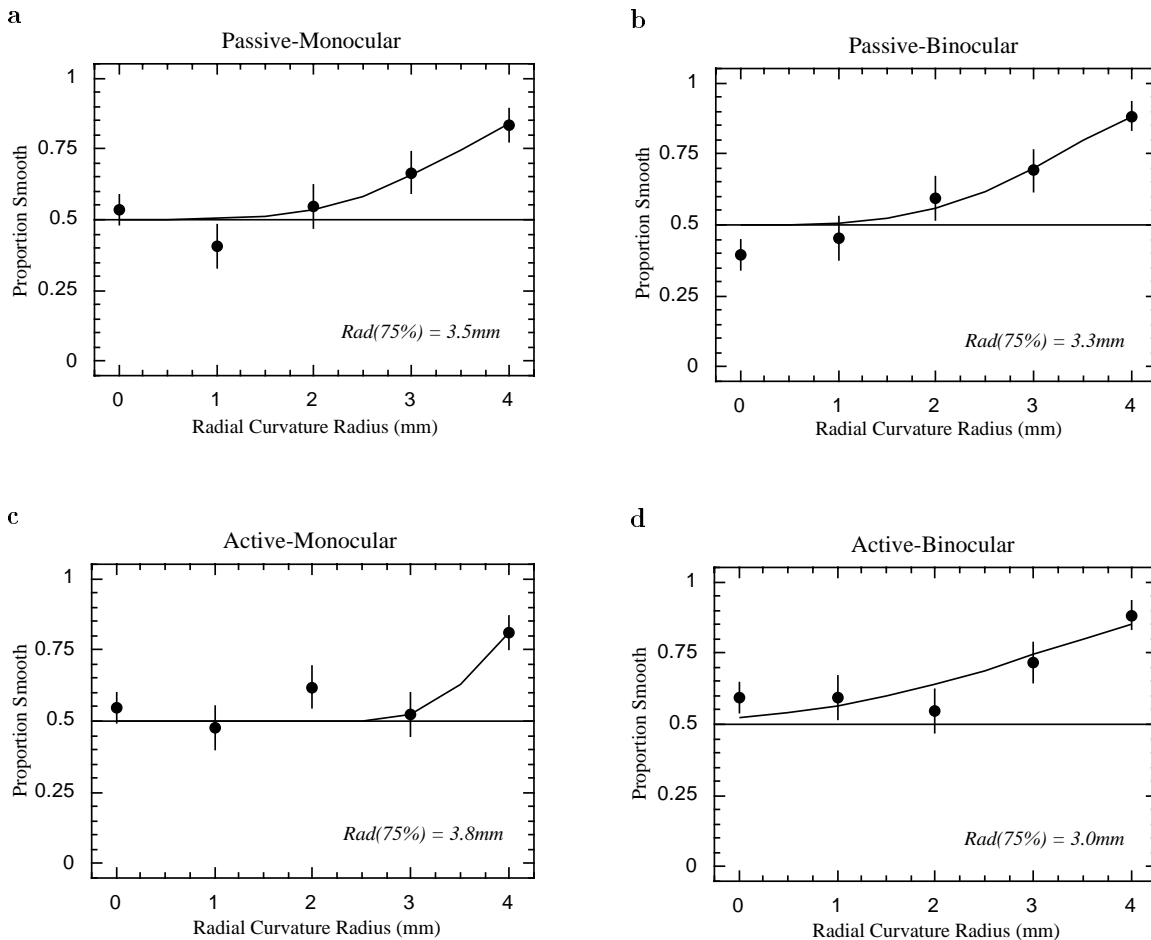 a
Passive-Monocular
1
0.75
0.5
0.25
0
Proportion Smooth
Rad(75%) = 3.5mm
0 1 2 3 4
Radial Curvature Radius (mm)
b
Passive-Binocular
1
0.75
0.5
0.25
0
Proportion Smooth
Rad(75%) = 3.3mm
0 1 2 3 4
Radial Curvature Radius (mm)
c
Active-Monocular
1
0.75
0.5
0.25
0
Proportion Smooth
Rad(75%) = 3.8mm
0 1 2 3 4
Radial Curvature Radius (mm)
d
Active-Binocular
1
0.75
0.5
0.25
0
Proportion Smooth
Rad(75%) = 3.0mm
0 1 2 3 4
Radial Curvature Radius (mm)